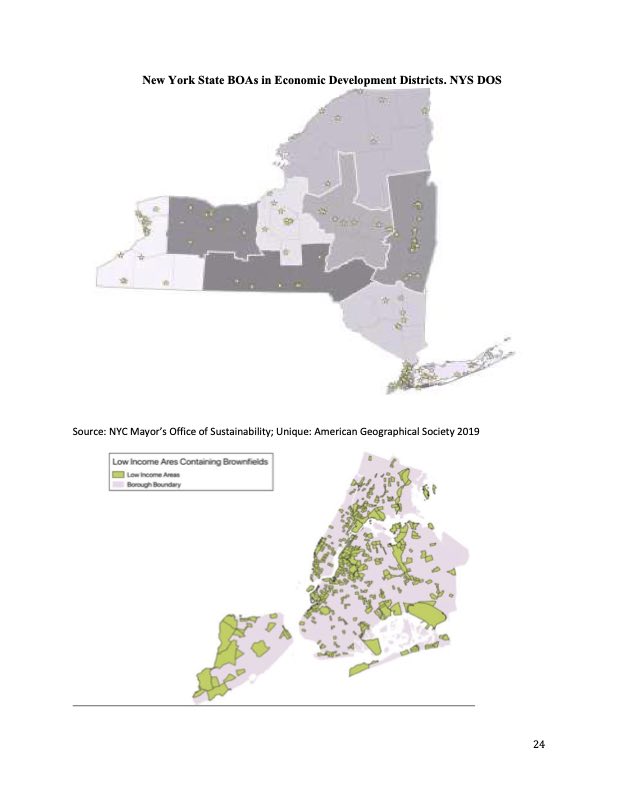 New York State BOAs in Economic Development Districts. NYS DOS
Source: NYC Mayor's Office of Sustainability; Unique: American Geographical Society 2019
Low Income Ares Containing Brownfields
Low Income Areas
Borough Boundary
24